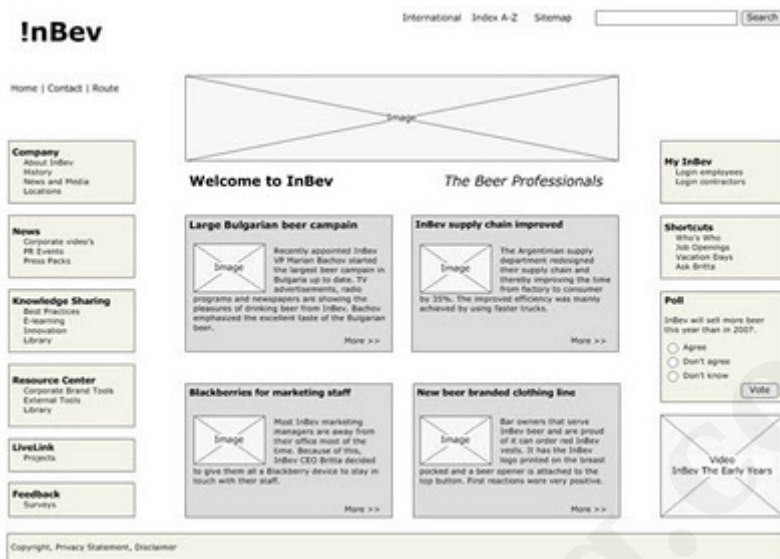 International Index A-Z Sitemap
Search
!nBev
Home | Contact | Route
Image
Company
About InBev
History
News and Media
Locations
News
Corporate video's
PR Events
Press Packs
Knowledge Sharing
Best Practices
E-learning
Innovation
Library
Resource Center
Corporate Brand Tools
External Tools
Library
LiveLink
Projects
Feedback
Surveys
Welcome to InBev
The Beer Professionals
Large Bulgarian beer campain
Image
Recently appointed InBev
VP Marian Bachov started
the largest beer campain in
Bulgaria up to date. TV
advertisements, radio
programs and newspapers are showing the
pleasures of drinking beer from InBev. Bachov
emphasized the excellent taste of the Bulgarian
beer.
More >>
InBev supply chain improved
Image
The Argentinian supply
department redesigned
their supply chain and
thereby improving the time
from factory to consumer
by 35%. The improved efficiency was mainly
achieved by using faster trucks.
More >>
Blackberries for marketing staff
Image
Most InBev marketing
managers are away from
their office most of the
time. Because of this,
InBev CEO Britta decided
to give them all a Blackberry device to stay in
touch with their staff.
More >>
New beer branded clothing line
Image
Bar owners that serve
InBev beer and are proud
of it can order red InBev
vests. It has the InBev
logo printed on the breast
pocked and a beer opener is attached to the
top button. First reactions were very positive.
More >>
My InBev
Login employees
Login contractors
Shortcuts
Who's Who
Job Openings
Vacation Days
Ask Britta
Poll
InBev will sell more beer
this year than in 2007.
Agree
Don't agree
Don't know
Vote
Video
InBev The Early Years
Copyright, Privacy Statement, Disclaimer